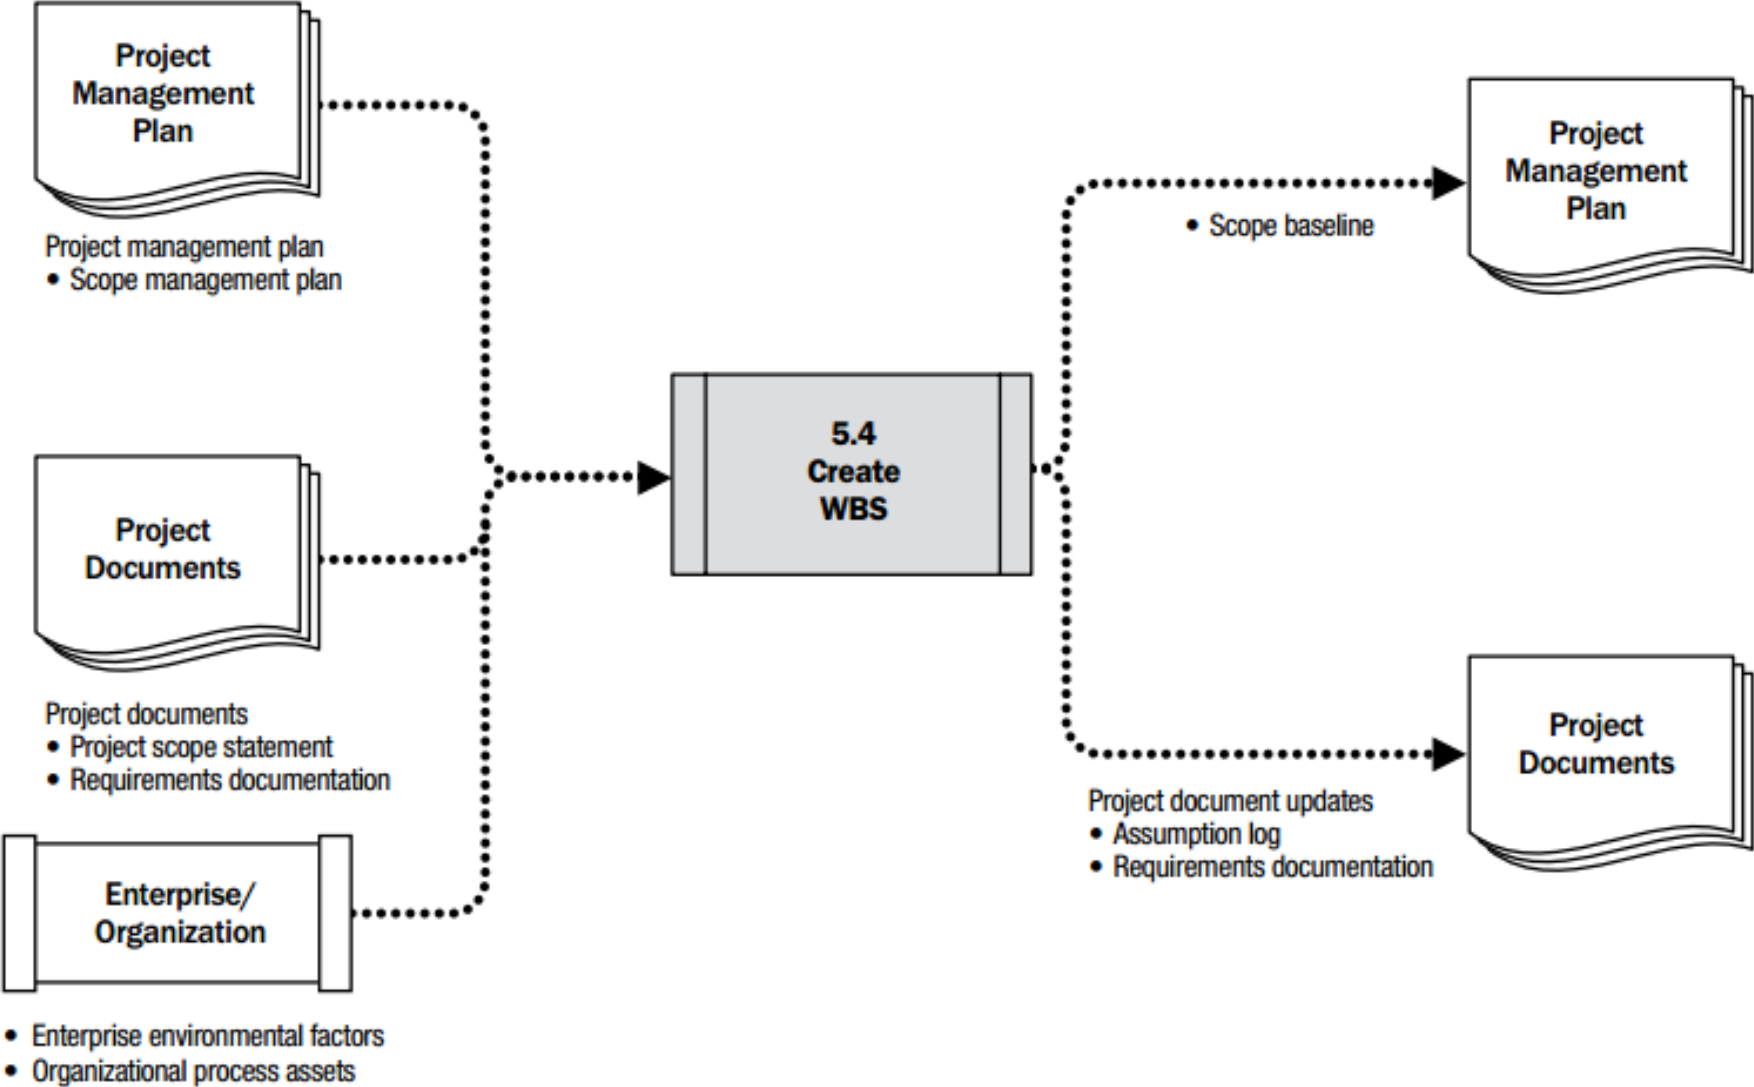 Project
Management
Plan
Project management plan
• Scope management plan
Project
Documents
Project documents
• Project scope statement
• Requirements documentation
Enterprise/
Organization
• Enterprise environmental factors
• Organizational process assets
5.4
Create
WBS
• Scope baseline
Project
Management
Plan
Project document updates
• Assumption log
• Requirements documentation
Project
Documents